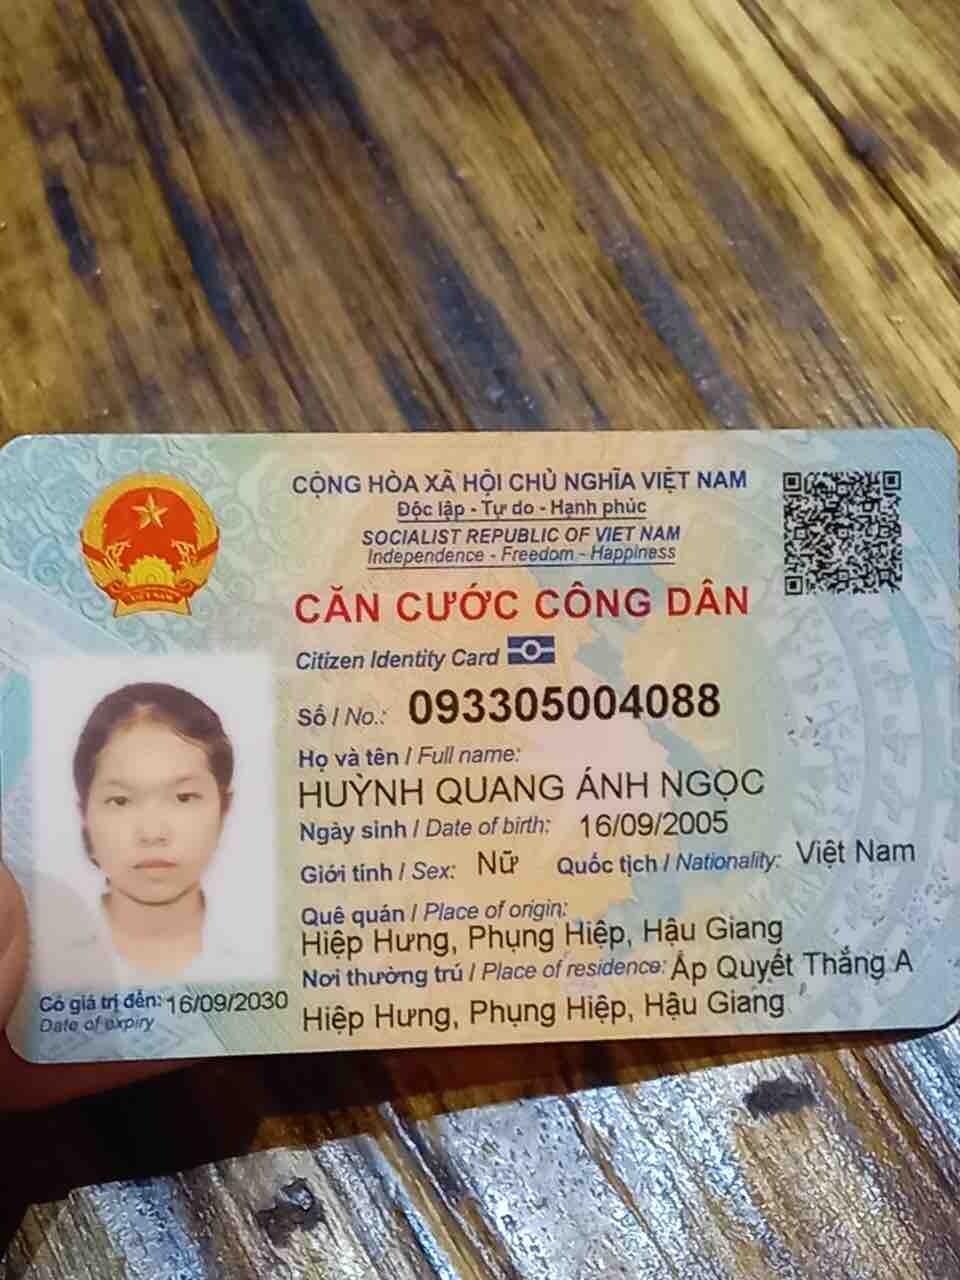 CỘNG HÒA XÃ HỘI CHỦ NGHĨA VIỆT NAM
Độc lập - Tự do - Hạnh phúc
SOCIALIST REPUBLIC OF VIET NAM
Independence - Freedom - Happiness
CĂN CƯỚC CÔNG DÂN
Citizen Identity Card
Số / No.: 093305004088
Họ và tên / Full name:
HUỲNH QUANG ÁNH NGỌC
Ngày sinh / Date of birth: 16/09/2005
Giới tính / Sex: Nữ Quốc tịch / Nationality: Việt Nam
Quê quán / Place of origin:
Hiệp Hưng, Phụng Hiệp, Hậu Giang
Nơi thường trú / Place of residence: Ấp Quyết Thắng A
Hiệp Hưng, Phụng Hiệp, Hậu Giang
Có giá trị đến: 16/09/2030
Date of expiry
VIỆT NAM